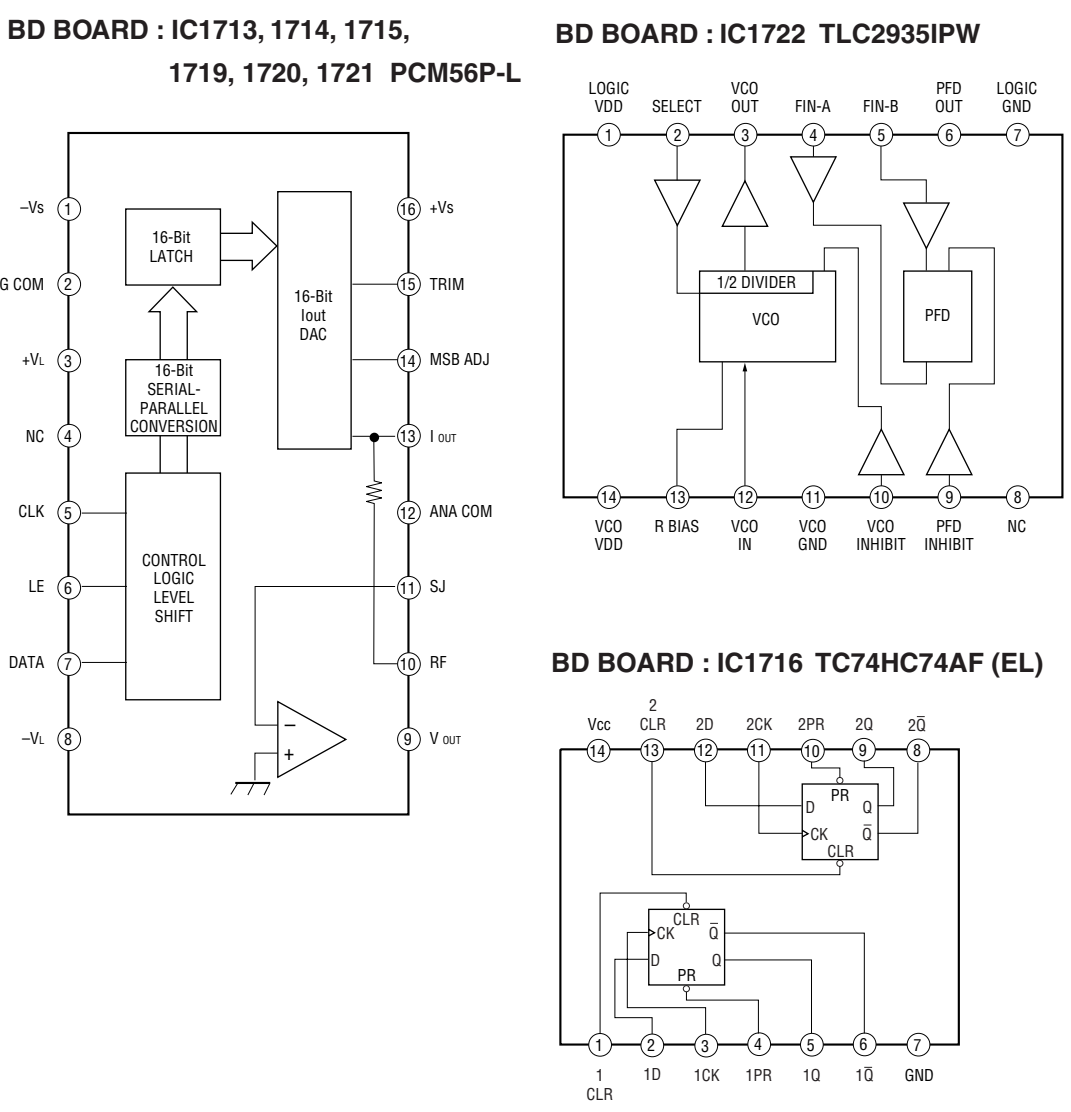 BD BOARD : IC1713, 1714, 1715,
1719, 1720, 1721 PCM56P-L
–Vs 1
G COM 2
+VL 3
NC 4
CLK 5
LE 6
DATA 7
–VL 8
16-Bit
LATCH
16-Bit
SERIAL-
PARALLEL
CONVERSION
CONTROL
LOGIC
LEVEL
SHIFT
16-Bit
Iout
DAC
–
+
16 +Vs
15 TRIM
14 MSB ADJ
13 I OUT
12 ANA COM
11 SJ
10 RF
9 V OUT
BD BOARD : IC1722 TLC2935IPW
LOGIC
VDD
SELECT
VCO
OUT
FIN-A
FIN-B
PFD
OUT
LOGIC
GND
1 2 3 4 5 6 7
1/2 DIVIDER
VCO
PFD
14 13 12 11 10 9 8
VCO
VDD
R BIAS
VCO
IN
VCO
GND
VCO
INHIBIT
PFD
INHIBIT
NC
BD BOARD : IC1716 TC74HC74AF (EL)
Vcc
2
CLR
2D
2CK
2PR
2Q
2Q̅
14 13 12 11 10 9 8
PR
D Q
CK Q̅
CLR
CLR
CK Q̅
D Q
PR
1 2 3 4 5 6 7
1
CLR
1D
1CK
1PR
1Q
1Q̅
GND